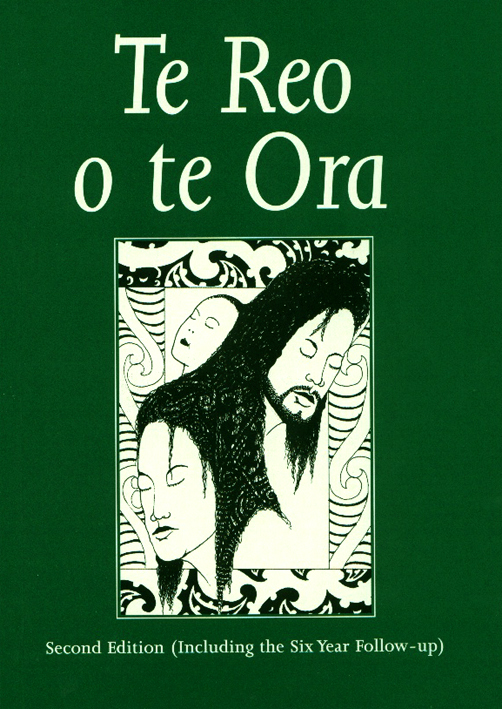 Te Reo
o te Ora
Second Edition (Including the Six Year Follow-up)